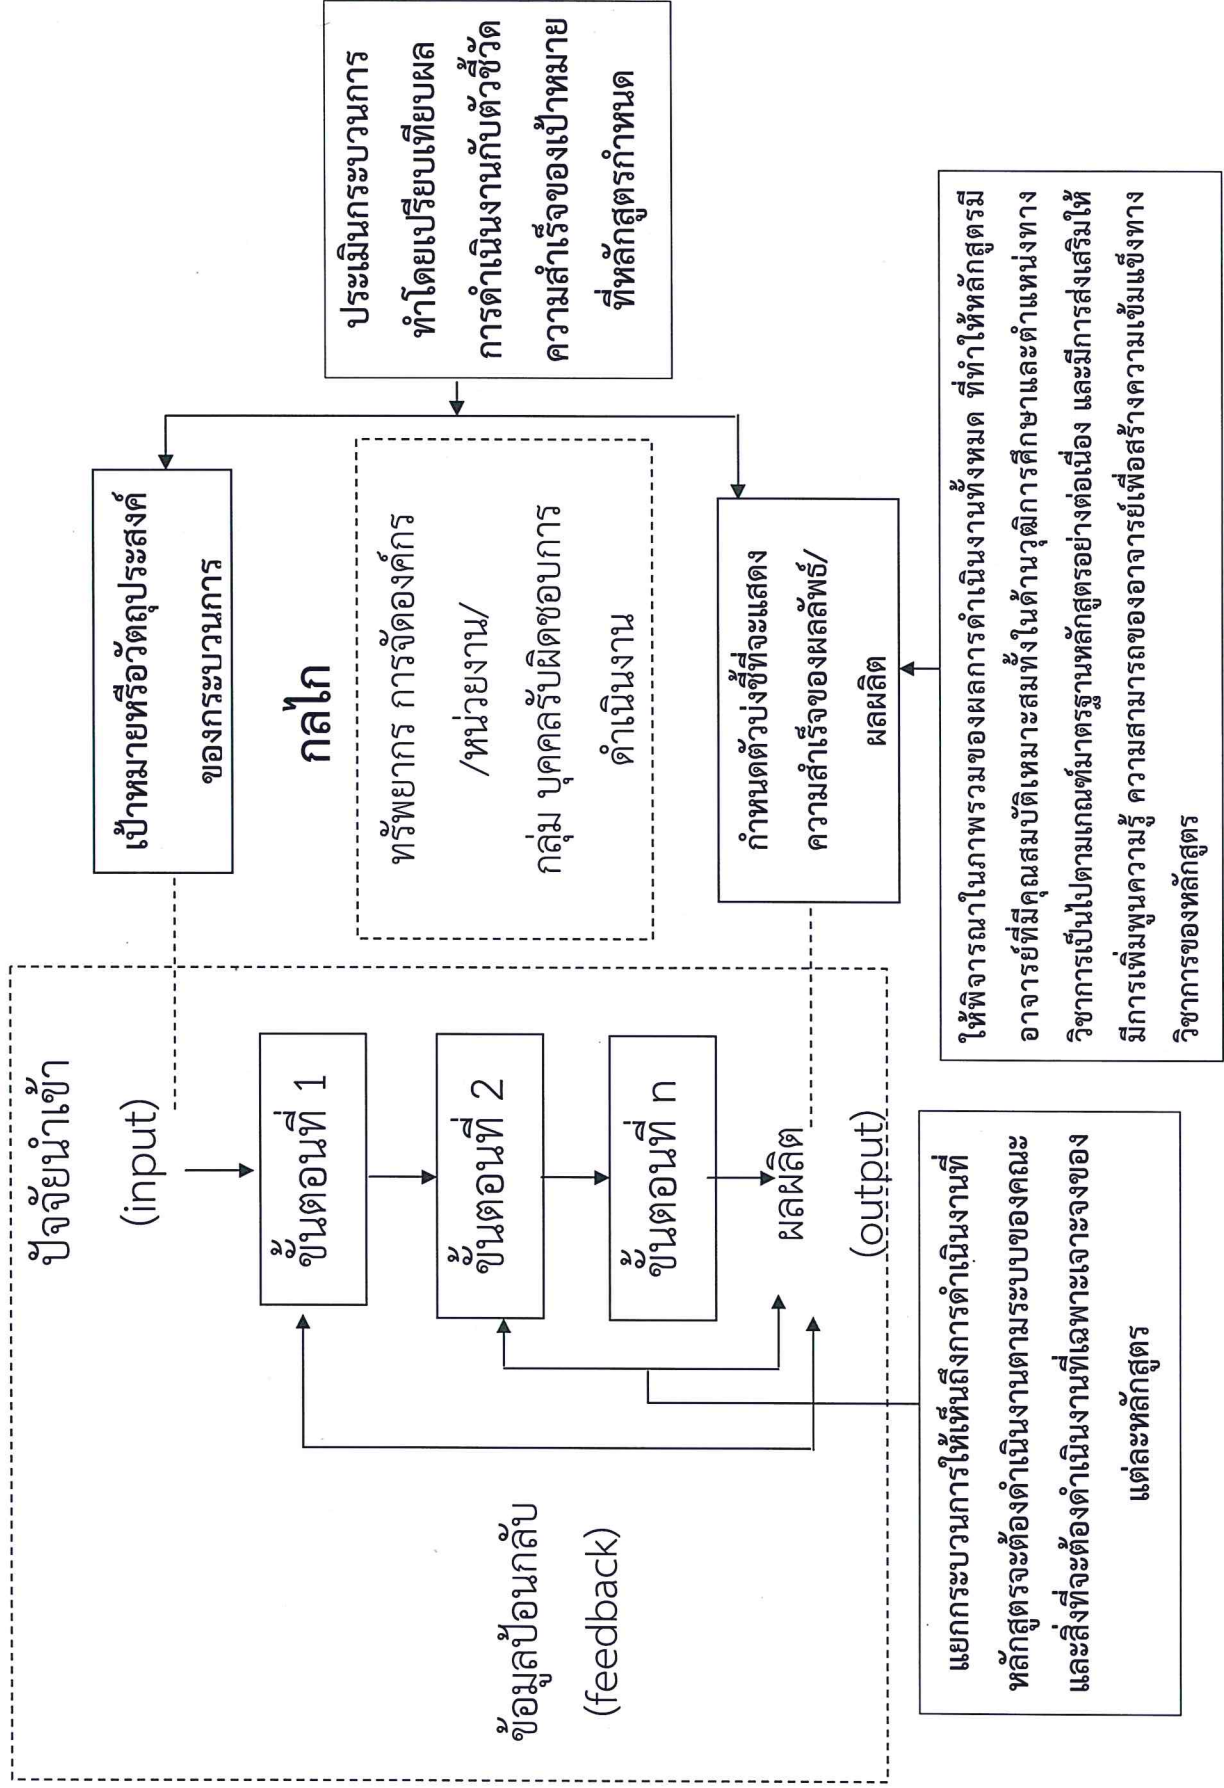 ปัจจัยนำเข้า
(input)
ขั้นตอนที่ 1
ขั้นตอนที่ 2
ขั้นตอนที่ n
ผลผลิต
(output)
ข้อมูลป้อนกลับ
(feedback)
เป้าหมายหรือวัตถุประสงค์
ของกระบวนการ
กลไก
ทรัพยากร การจัดองค์กร
/หน่วยงาน/
กลุ่ม บุคคลรับผิดชอบการ
ดำเนินงาน
กำหนดตัวบ่งชี้ที่จะแสดง
ความสำเร็จของผลลัพธ์/
ผลผลิต
ประเมินกระบวนการ
ทำโดยเปรียบเทียบผล
การดำเนินงานกับตัวชี้วัด
ความสำเร็จของเป้าหมาย
ที่หลักสูตรกำหนด
แยกกระบวนการให้เห็นถึงการดำเนินงานที่
หลักสูตรจะต้องดำเนินงานตามระบบของคณะ
และสิ่งที่จะต้องดำเนินงานที่เฉพาะเจาะจงของ
แต่ละหลักสูตร
ให้พิจารณาในภาพรวมของผลการดำเนินงานทั้งหมด ที่ทำให้หลักสูตรมี
อาจารย์ที่มีคุณสมบัติเหมาะสมทั้งในด้านวุฒิการศึกษาและตำแหน่งทาง
วิชาการเป็นไปตามเกณฑ์มาตรฐานหลักสูตรอย่างต่อเนื่อง และมีการส่งเสริมให้
มีการเพิ่มพูนความรู้ ความสามารถของอาจารย์เพื่อสร้างความเข้มแข็งทาง
วิชาการของหลักสูตร